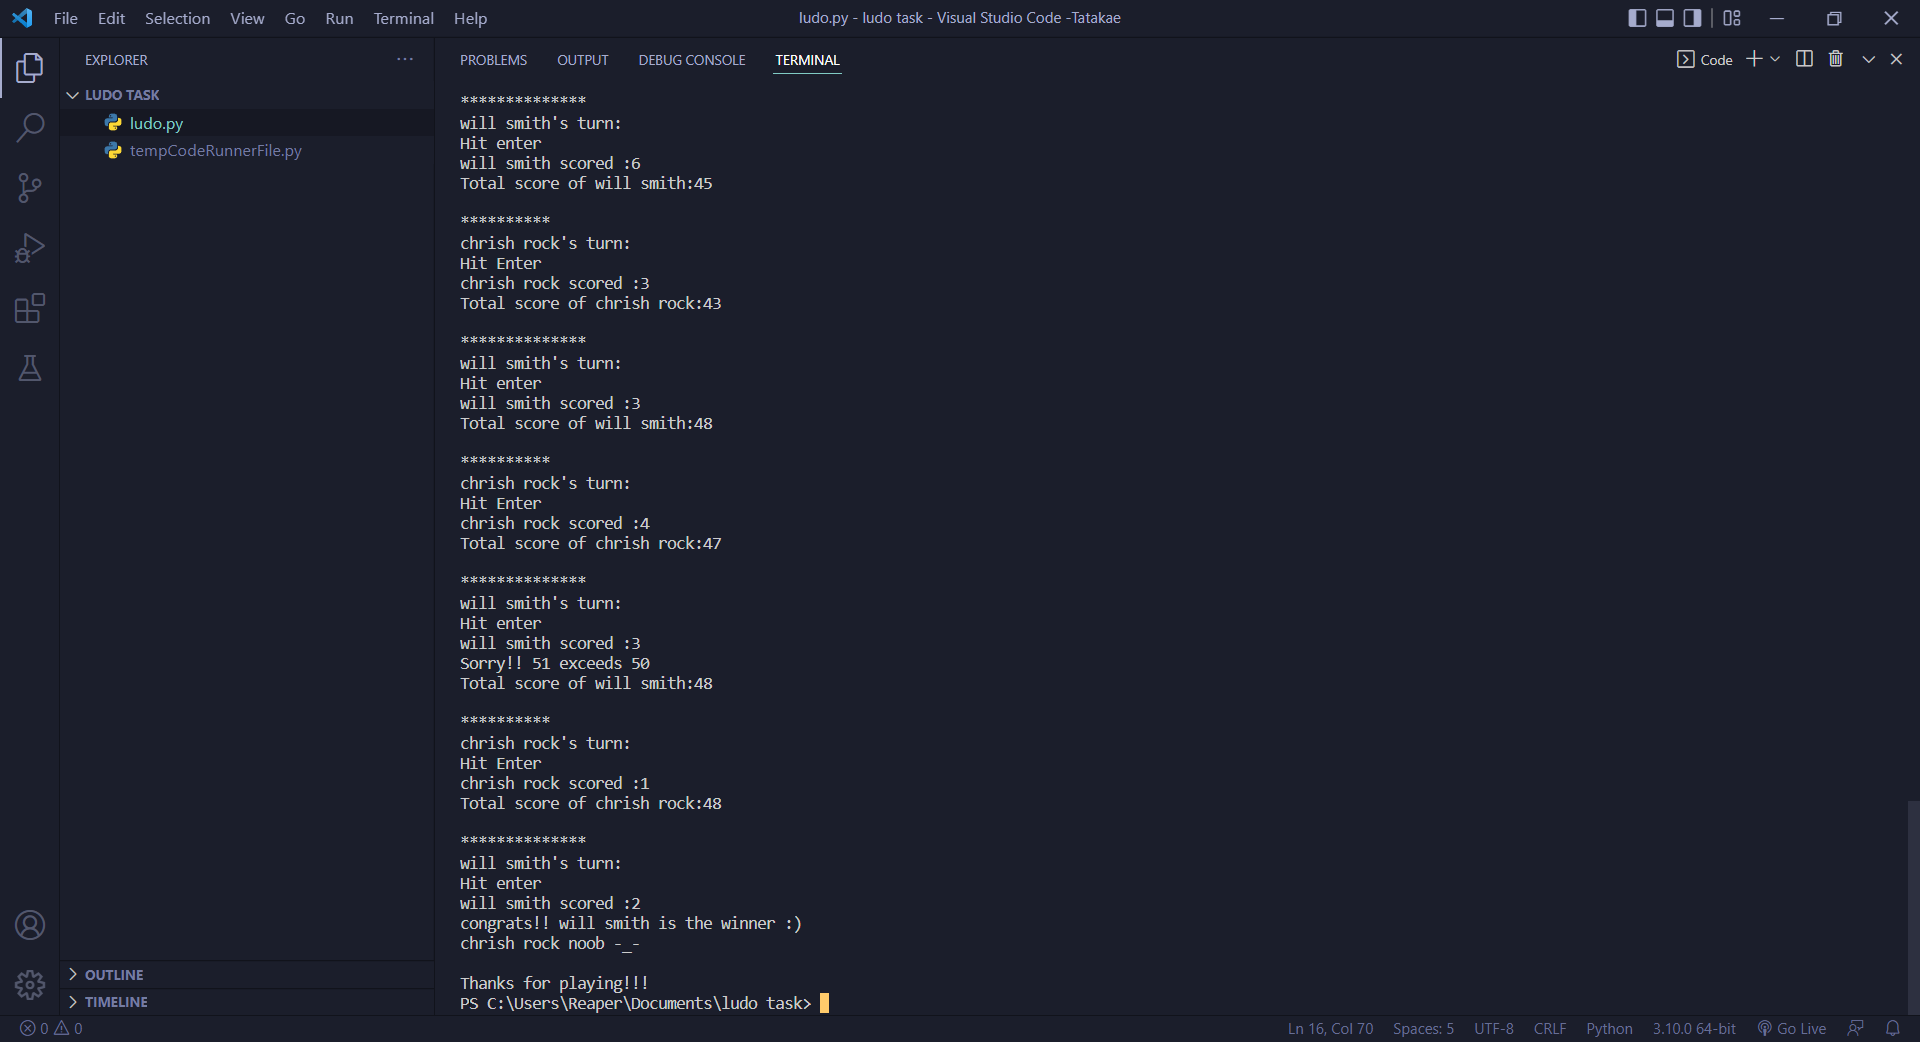 File Edit Selection View Go Run Terminal Help
ludo.py - ludo task - Visual Studio Code -Tatakae
EXPLORER
LUDO TASK
ludo.py
tempCodeRunnerFile.py
OUTLINE
TIMELINE
PROBLEMS OUTPUT DEBUG CONSOLE TERMINAL
Code
**************
will smith's turn:
Hit enter
will smith scored :6
Total score of will smith:45
**********
chrish rock's turn:
Hit Enter
chrish rock scored :3
Total score of chrish rock:43
**************
will smith's turn:
Hit enter
will smith scored :3
Total score of will smith:48
**********
chrish rock's turn:
Hit Enter
chrish rock scored :4
Total score of chrish rock:47
**************
will smith's turn:
Hit enter
will smith scored :3
Sorry!! 51 exceeds 50
Total score of will smith:48
**********
chrish rock's turn:
Hit Enter
chrish rock scored :1
Total score of chrish rock:48
**************
will smith's turn:
Hit enter
will smith scored :2
congrats!! will smith is the winner :)
chrish rock noob -_-
Thanks for playing!!!
PS C:\Users\Reaper\Documents\ludo task>
0 0
Ln 16, Col 70 Spaces: 5 UTF-8 CRLF Python 3.10.0 64-bit Go Live